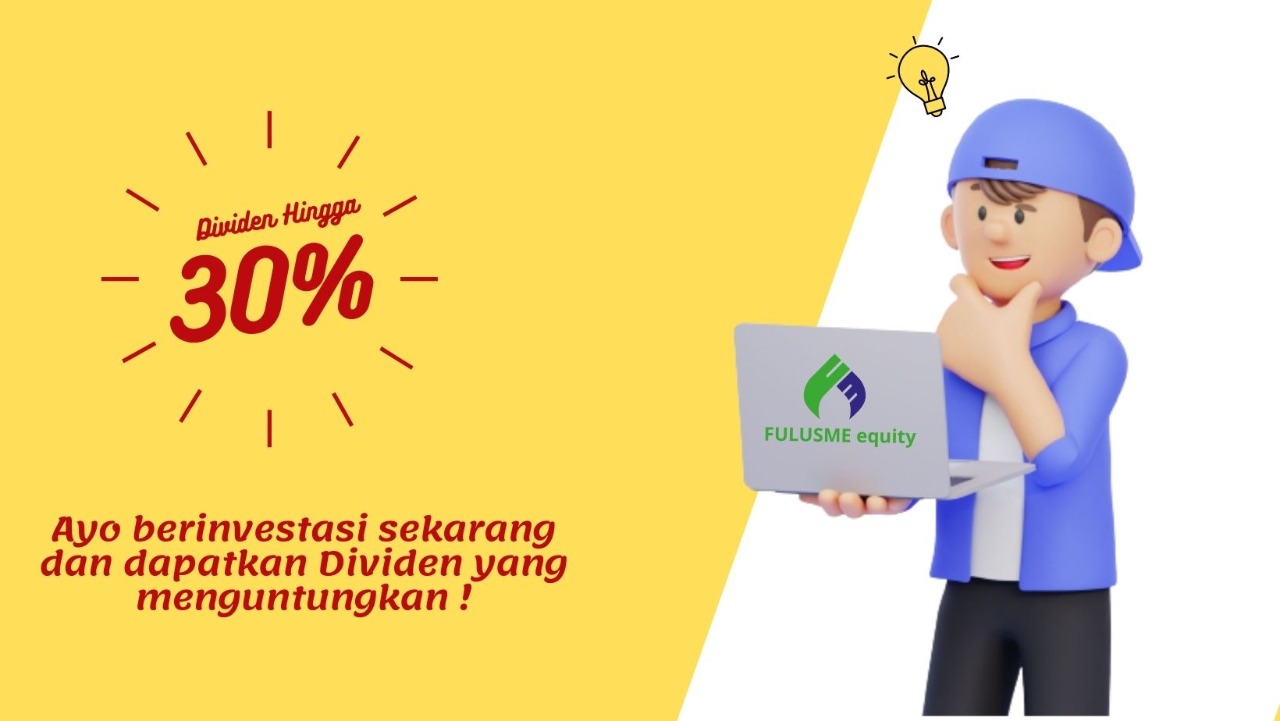 Dividen Hingga
30%
FULUSME equity
Ayo berinvestasi sekarang
dan dapatkan Dividen yang
menguntungkan !